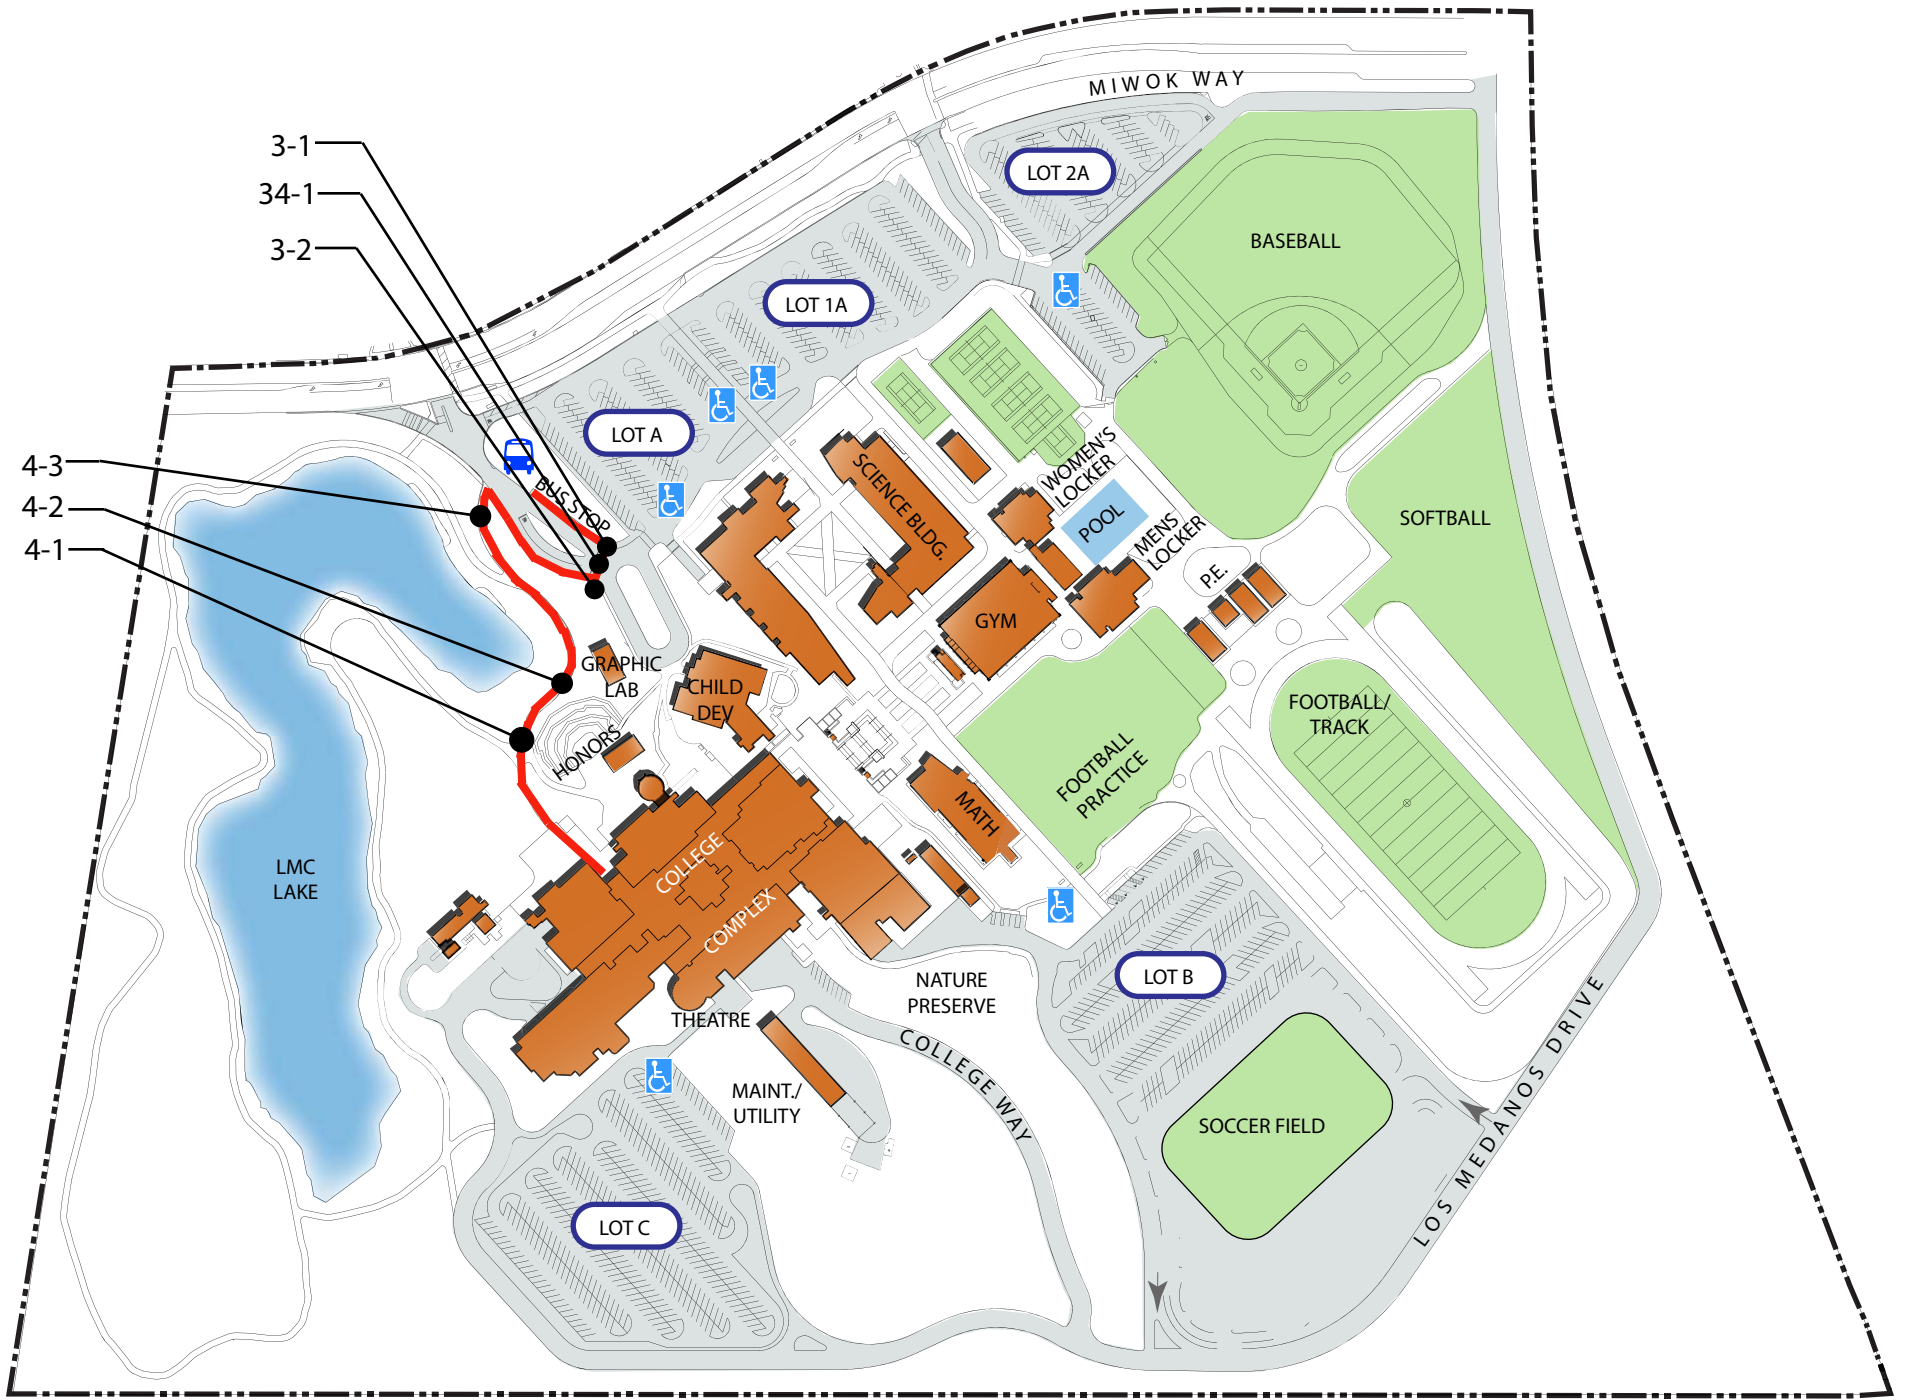 MIWOK WAY
3-1
LOT 2A
34-1
3-2
BASEBALL
LOT 1A
LOT A
4-3
4-2
4-1
BUS STOP
SCIENCE BLDG.
WOMEN'S
LOCKER
POOL
MENS
LOCKER
SOFTBALL
P.E.
GYM
GRAPHIC
LAB
CHILD
DEV
FOOTBALL/
TRACK
HONORS
FOOTBALL
PRACTICE
MATH
LMC
LAKE
COLLEGE
COMPLEX
NATURE
PRESERVE
LOT B
THEATRE
COLLEGE WAY
MAINT./
UTILITY
SOCCER FIELD
LOS MEDANOS DRIVE
LOT C